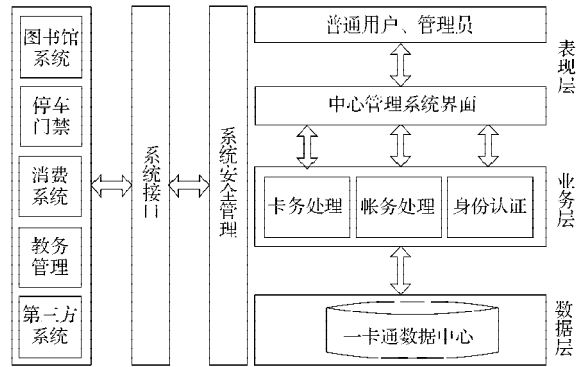 图书馆
系统
停车
门禁
消费
系统
教务
管理
第三方
系统
系统接口
系统安全管理
普通用户、管理员
中心管理系统界面
卡务处理
帐务处理
身份认证
一卡通数据中心
表现层
业务层
数据层